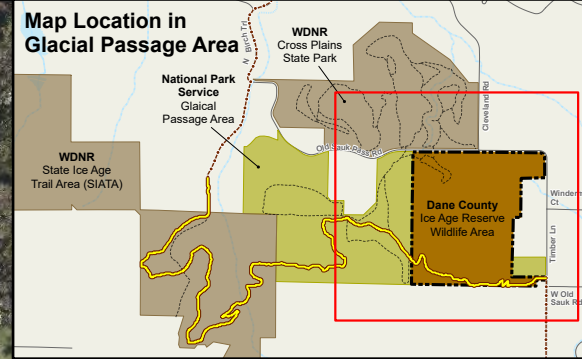 Map Location in
Glacial Passage Area
N Birch Trl
WDNR
Cross Plains
State Park
National Park
Service
Glaical
Passage Area
Cleveland Rd
Old Sauk Pass Rd
WDNR
State Ice Age
Trail Area (SIATA)
Dane County
Ice Age Reserve
Wildlife Area
Ct
Timber Ln
W Old
Sauk Rd